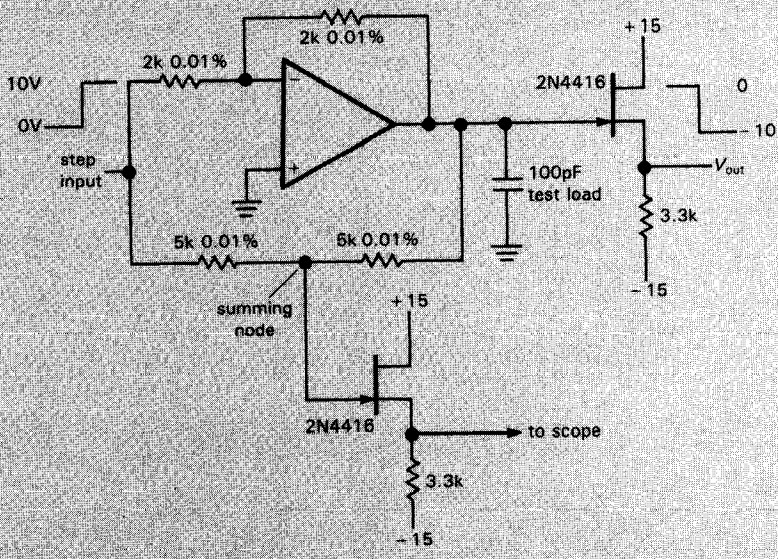 2k 0.01%
2k 0.01%
10V
0V
step
input
−
+
+15
2N4416
0
−10
V_out
100pF
test load
3.3k
−15
5k 0.01%
5k 0.01%
summing
node
+15
2N4416
to scope
3.3k
−15